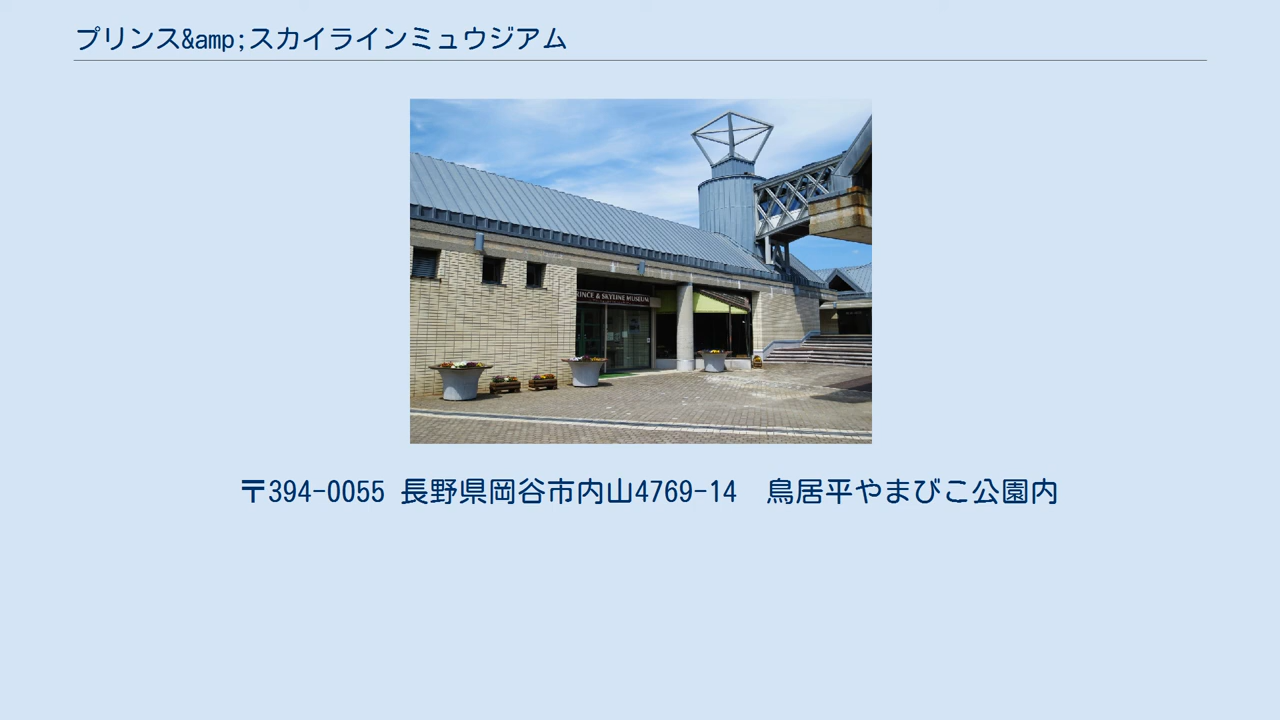 プリンス&amp;スカイラインミュウジアム
PRINCE & SKYLINE MUSEUM
〒394-0055 長野県岡谷市内山4769-14　鳥居平やまびこ公園内